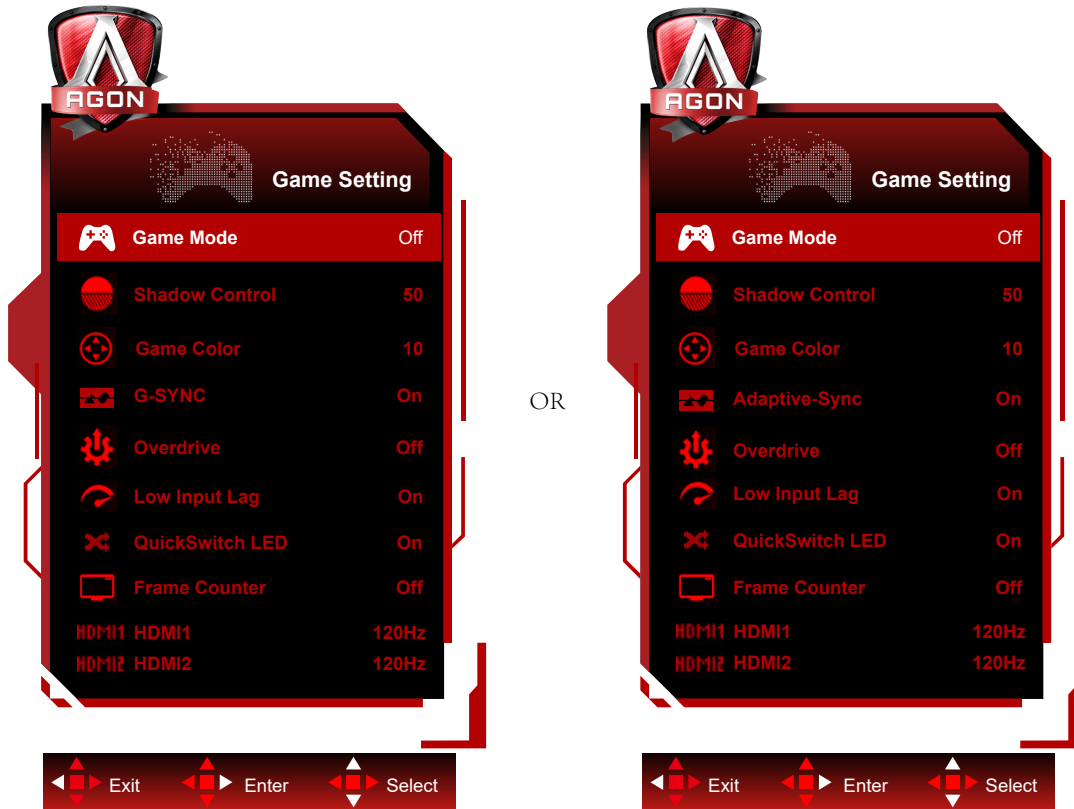 AGON
Game Setting
Game Mode Off
Shadow Control 50
Game Color 10
G-SYNC On
Overdrive Off
Low Input Lag On
QuickSwitch LED On
Frame Counter Off
HDMI1 HDMI1 120Hz
HDMI2 HDMI2 120Hz
Exit Enter Select
OR
AGON
Game Setting
Game Mode Off
Shadow Control 50
Game Color 10
Adaptive-Sync On
Overdrive Off
Low Input Lag On
QuickSwitch LED On
Frame Counter Off
HDMI1 HDMI1 120Hz
HDMI2 HDMI2 120Hz
Exit Enter Select